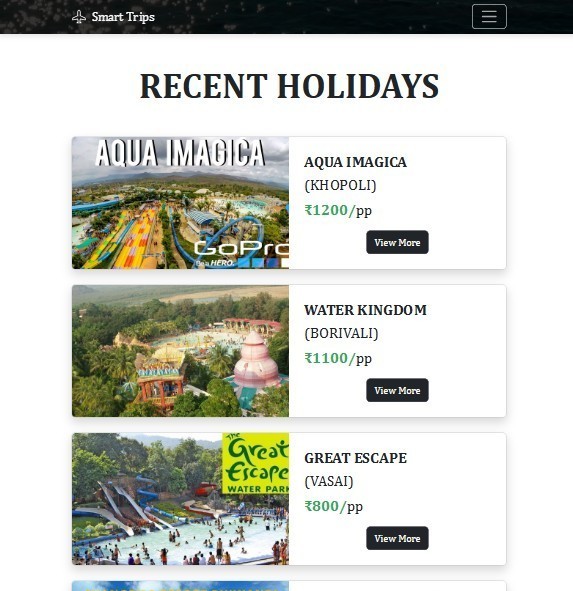 Smart Trips
RECENT HOLIDAYS
AQUA IMAGICA
GoPro
Be a HERO.
AQUA IMAGICA
(KHOPOLI)
₹1200/pp
View More
WATER KINGDOM
(BORIVALI)
₹1100/pp
View More
The
Great
Escape
WATER PARK
GREAT ESCAPE
(VASAI)
₹800/pp
View More